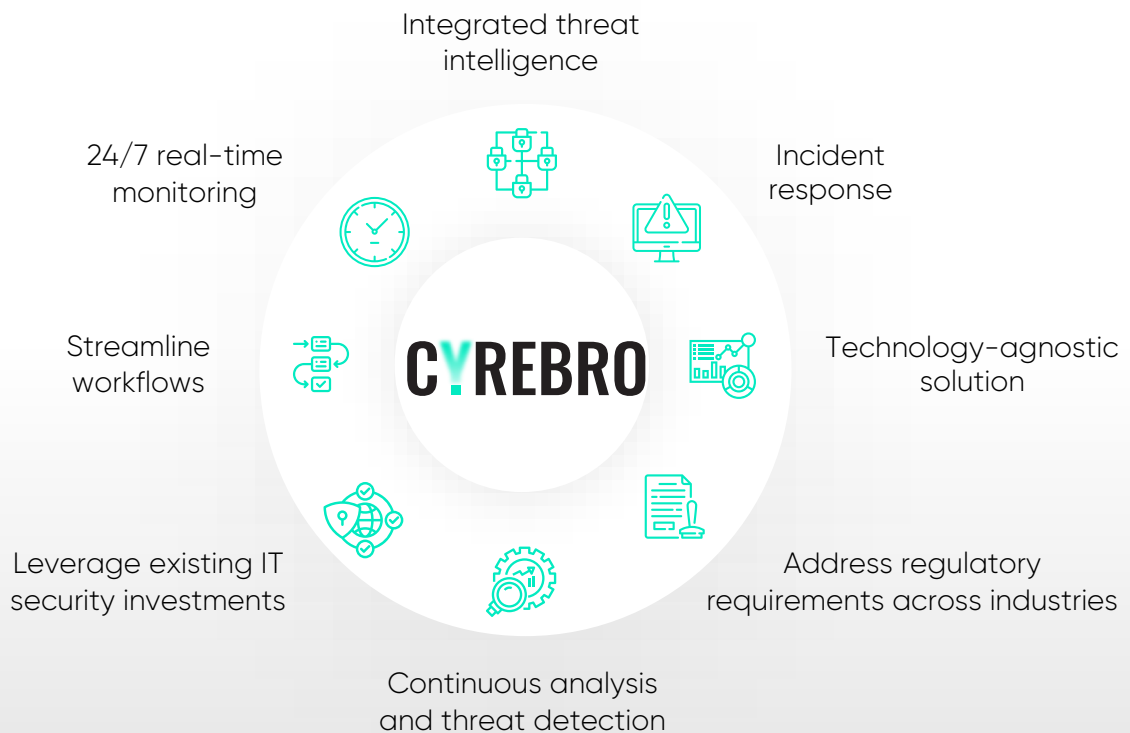 Integrated threat
intelligence
24/7 real-time
monitoring
Incident
response
Streamline
workflows
CYREBRO
Technology-agnostic
solution
Leverage existing IT
security investments
Address regulatory
requirements across industries
Continuous analysis
and threat detection